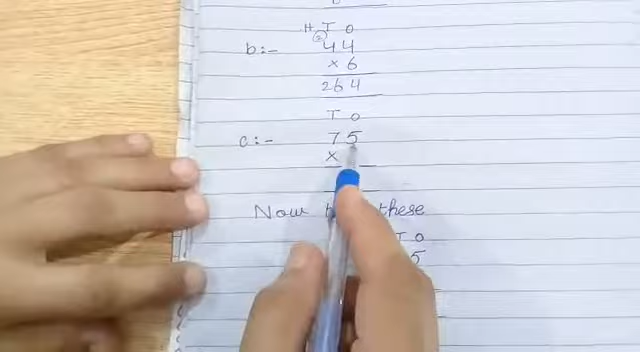 H T O
2
b:- 44
× 6
264
T O
c:- 75
×
Now these
T O
5